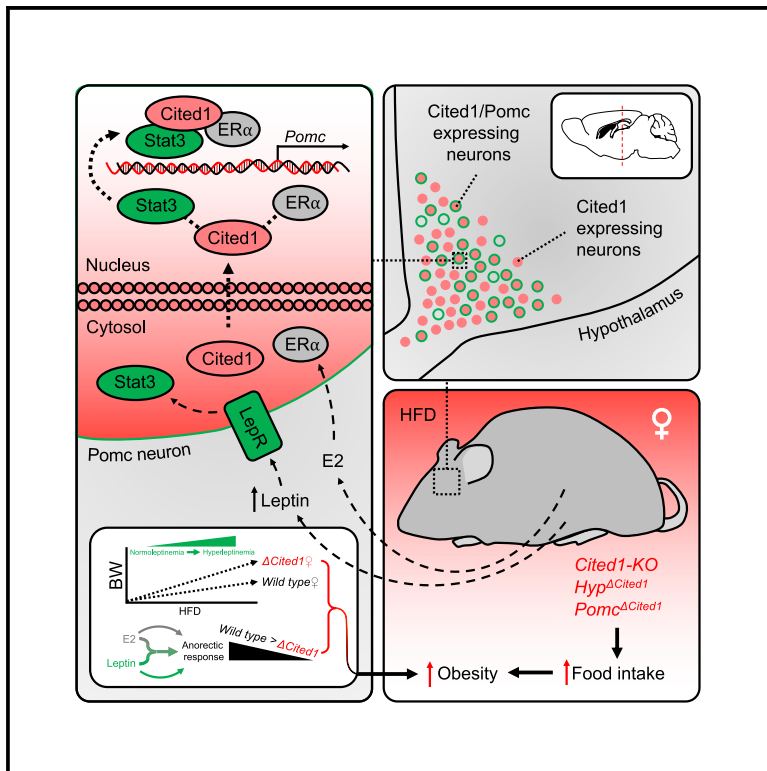 Cited1
Stat3
ERα
Pomc
Stat3
ERα
Cited1
Nucleus
Cytosol
Cited1
ERα
Stat3
LepR
Pomc neuron
E2
Leptin
Normoleptinemia
Hyperleptinemia
BW
ΔCited1♀
Wild type♀
HFD
E2
Leptin
Anorectic
response
Wild type > ΔCited1
Cited1/Pomc
expressing
neurons
Cited1
expressing
neurons
Hypothalamus
HFD
♀
Cited1-KO
Hyp^ΔCited1
Pomc^ΔCited1
Obesity
Food intake